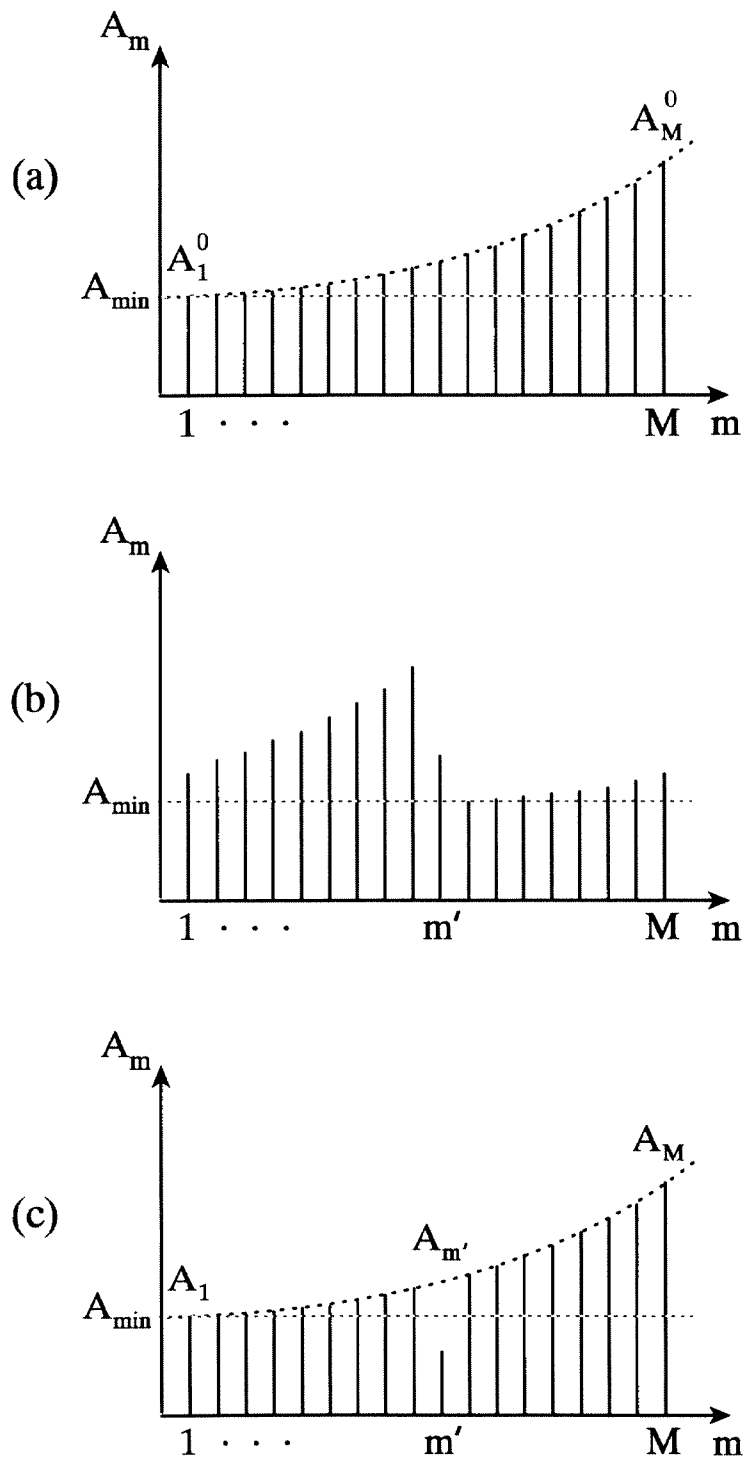 A_m
(a)
A_M^0
A_1^0
A_min
1 · · · M m
A_m
(b)
A_min
1 · · · m′ M m
A_m
(c)
A_M
A_m′
A_1
A_min
1 · · · m′ M m